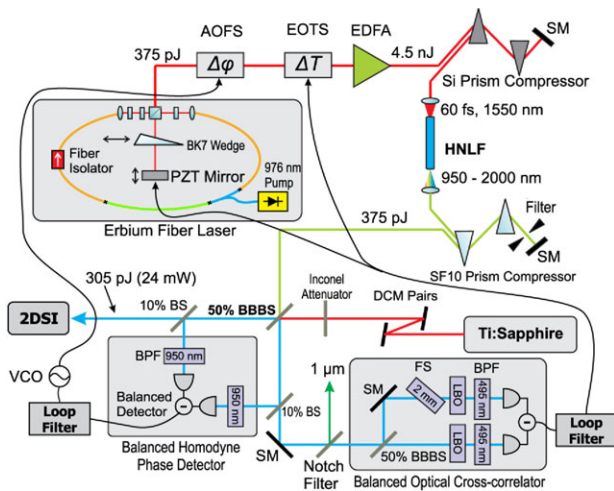 AOFS
EOTS
EDFA
SM
375 pJ
Δφ
ΔT
4.5 nJ
Si Prism Compressor
60 fs, 1550 nm
BK7 Wedge
Fiber
Isolator
PZT Mirror
976 nm
Pump
HNLF
950 - 2000 nm
Erbium Fiber Laser
375 pJ
Filter
SM
SF10 Prism Compressor
305 pJ (24 mW)
10% BS
50% BBBS
Inconel
Attenuator
DCM Pairs
2DSI
Ti:Sapphire
BPF
950 nm
VCO
Balanced
Detector
950 nm
1 µm
FS
BPF
2 mm
LBO
495 nm
SM
10% BS
Loop
Filter
Loop
Filter
LBO
495 nm
50% BBBS
Balanced Homodyne
Phase Detector
SM
Notch
Filter
Balanced Optical Cross-correlator